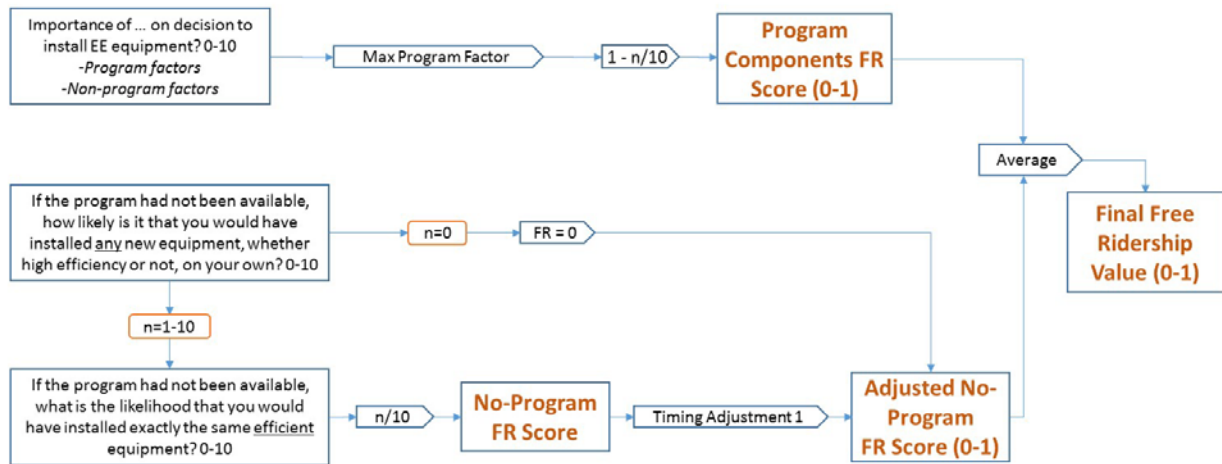 Importance of ... on decision to
install EE equipment? 0-10
-Program factors
-Non-program factors
Max Program Factor
1 - n/10
Program
Components FR
Score (0-1)
Average
If the program had not been available,
how likely is it that you would have
installed any new equipment, whether
high efficiency or not, on your own? 0-10
n=0
FR = 0
Final Free
Ridership
Value (0-1)
n=1-10
If the program had not been available,
what is the likelihood that you would
have installed exactly the same efficient
equipment? 0-10
n/10
No-Program
FR Score
Timing Adjustment 1
Adjusted No-
Program
FR Score (0-1)